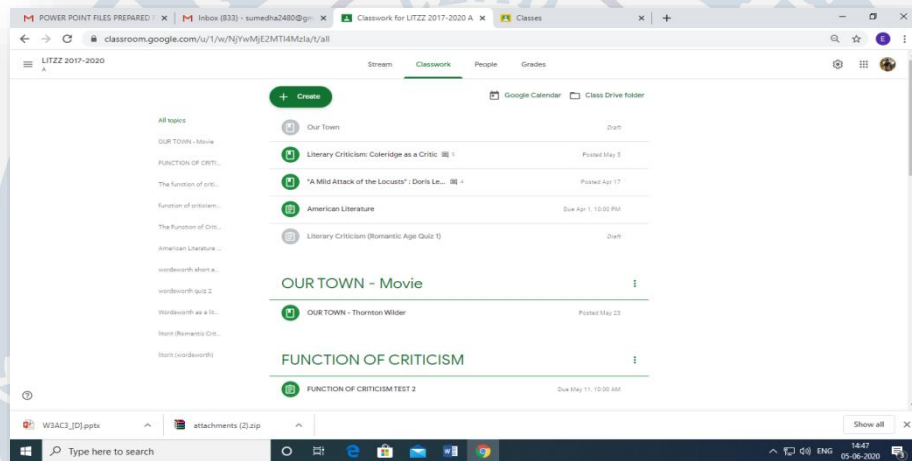 POWER POINT FILES PREPARED
Inbox (833) - sumedha2480@gm
Classwork for LITZZ 2017-2020 A
Classes
classroom.google.com/u/1/w/NjYwMjE2MTI4Mzla/t/all
E
LITZZ 2017-2020
A
Stream
Classwork
People
Grades
+ Create
Google Calendar
Class Drive folder
All topics
OUR TOWN - Movie
FUNCTION OF CRITI...
The function of criti...
function of criticism...
The Function of Crit...
American Literature ...
wordsworth short a...
wordsworth quiz 2
Wordsworth as a lit...
litcrit (Romantic Crit...
litcrit (wordsworth)
Our Town
Draft
Literary Criticism: Coleridge as a Critic
Posted May 5
"A Mild Attack of the Locusts" : Doris Le...
4
Posted Apr 17
American Literature
Due Apr 1, 10:00 PM
Literary Criticism (Romantic Age Quiz 1)
Draft
OUR TOWN - Movie
OUR TOWN - Thornton Wilder
Posted May 23
FUNCTION OF CRITICISM
FUNCTION OF CRITICISM TEST 2
Due May 11, 10:00 AM
W3AC3_[D].pptx
attachments (2).zip
Show all
Type here to search
ENG
14:47
05-06-2020